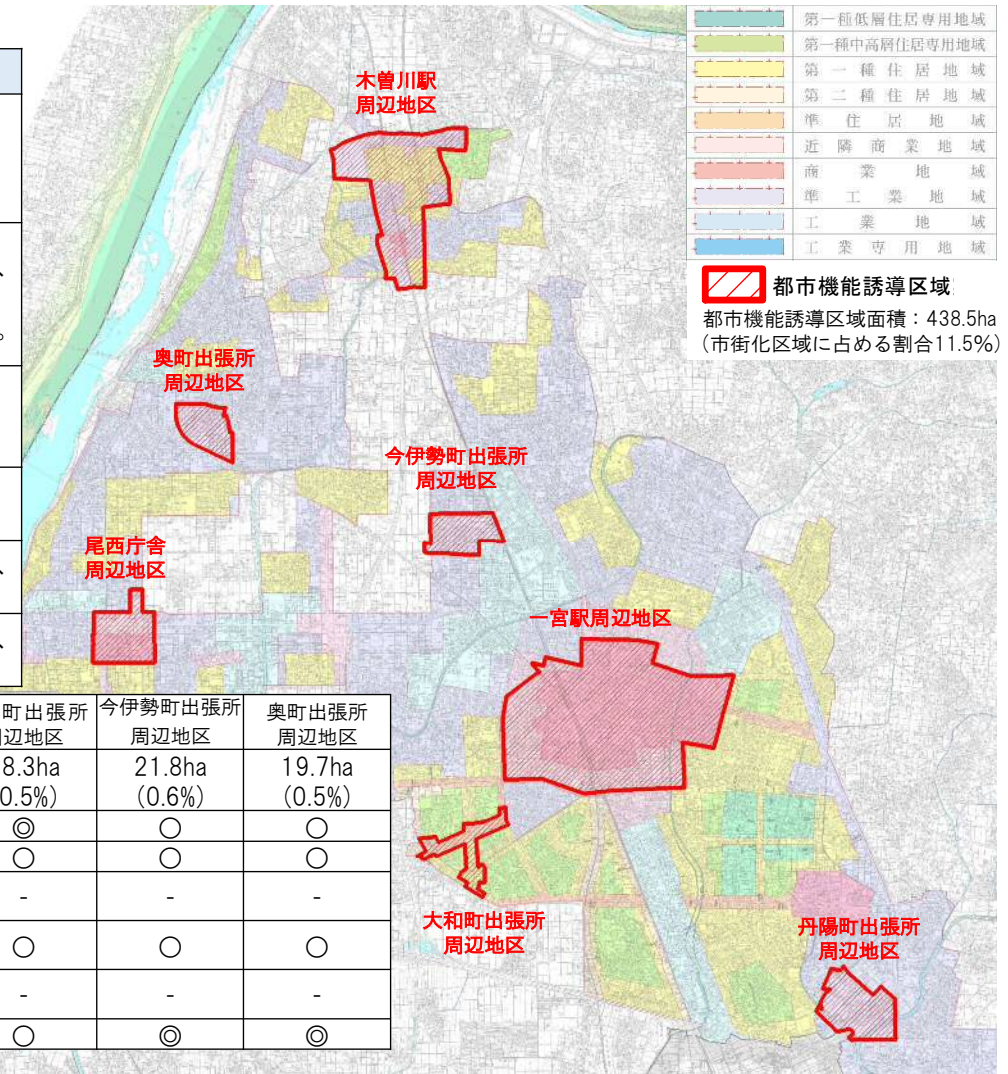 第一種低層住居専用地域
第一種中高層住居専用地域
第一種住居地域
第二種住居地域
準住居地域
近隣商業地域
商業地域
準工業地域
工業地域
工業専用地域
都市機能誘導区域
都市機能誘導区域面積:438.5ha
(市街化区域に占める割合11.5%)
木曽川駅
周辺地区
奥町出張所
周辺地区
今伊勢町出張所
周辺地区
尾西庁舎
周辺地区
一宮駅周辺地区
大和町出張所
周辺地区
丹陽町出張所
周辺地区
、
。
、
、
町出張所 今伊勢町出張所 奥町出張所
辺地区 周辺地区 周辺地区
8.3ha 21.8ha 19.7ha
0.5%) (0.6%) (0.5%)
◎ ○ ○
○ ○ ○
- - -
○ ○ ○
- - -
○ ◎ ◎